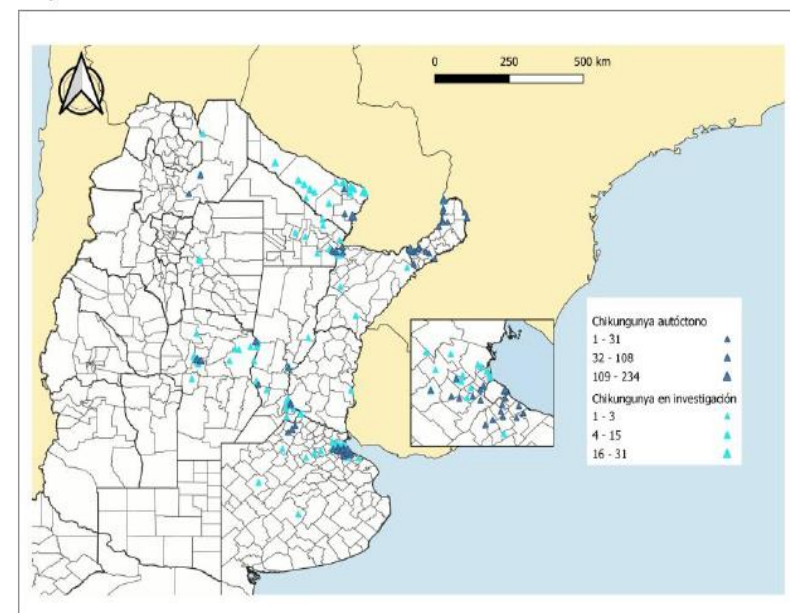 0 250 500 km
Chikungunya autóctono
1 - 31
32 - 108
109 - 234
Chikungunya en investigación
1 - 3
4 - 15
16 - 31